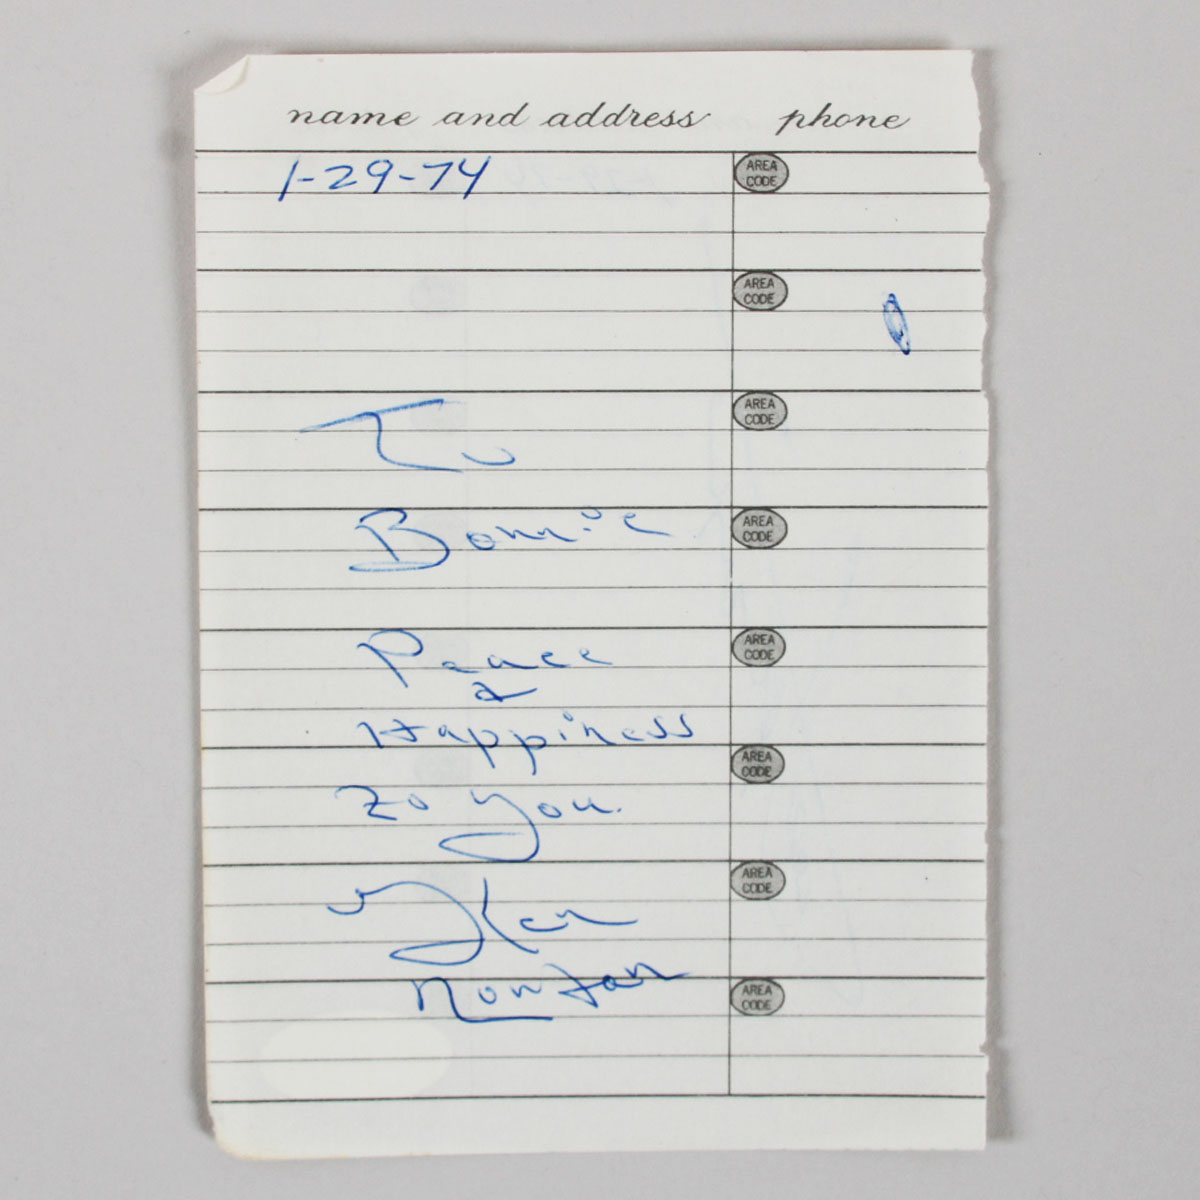 name and address phone
1-29-74 AREA CODE
AREA CODE
AREA CODE
To
Bonnie AREA CODE
Peace AREA CODE
&
Happiness
AREA CODE
To you.
AREA CODE
Ken
Norton AREA CODE